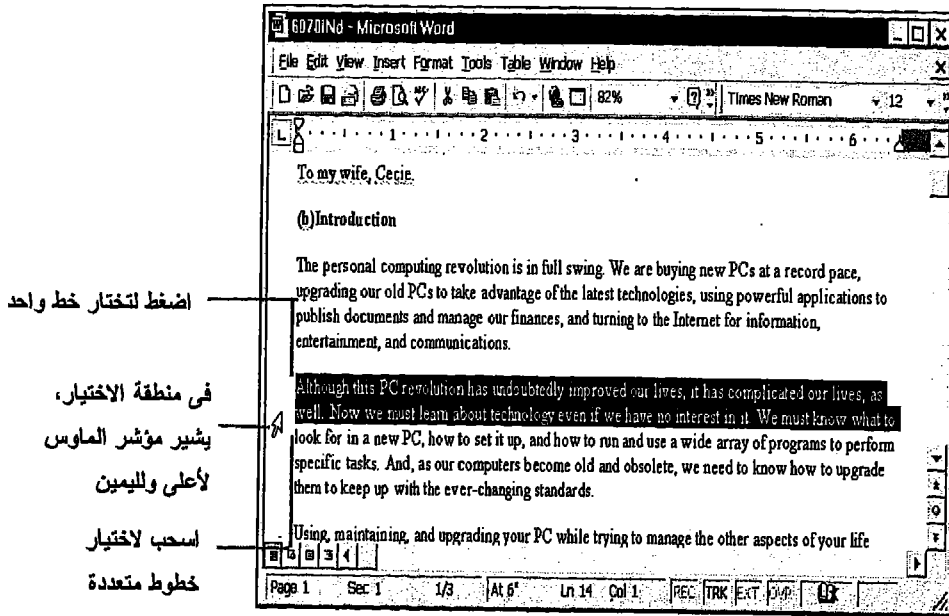 6070iNd - Microsoft Word
File Edit View Insert Format Tools Table Window Help
82% Times New Roman 12
1 2 3 4 5 6
To my wife, Cecie.
(b)Introduction
The personal computing revolution is in full swing. We are buying new PCs at a record pace,
upgrading our old PCs to take advantage of the latest technologies, using powerful applications to
publish documents and manage our finances, and turning to the Internet for information,
entertainment, and communications.
Although this PC revolution has undoubtedly improved our lives, it has complicated our lives, as
well. Now we must learn about technology even if we have no interest in it. We must know what to
look for in a new PC, how to set it up, and how to run and use a wide array of programs to perform
specific tasks. And, as our computers become old and obsolete, we need to know how to upgrade
them to keep up with the ever-changing standards.
Using, maintaining, and upgrading your PC while trying to manage the other aspects of your life
Page 1 Sec 1 1/3 At 6" Ln 14 Col 1 REC TRK EXT OVR
اضغط لتختار خط واحد
فى منطقة الاختيار،
يشير مؤشر الماوس
لأعلى ولليمين
اسحب لاختيار
خطوط متعددة